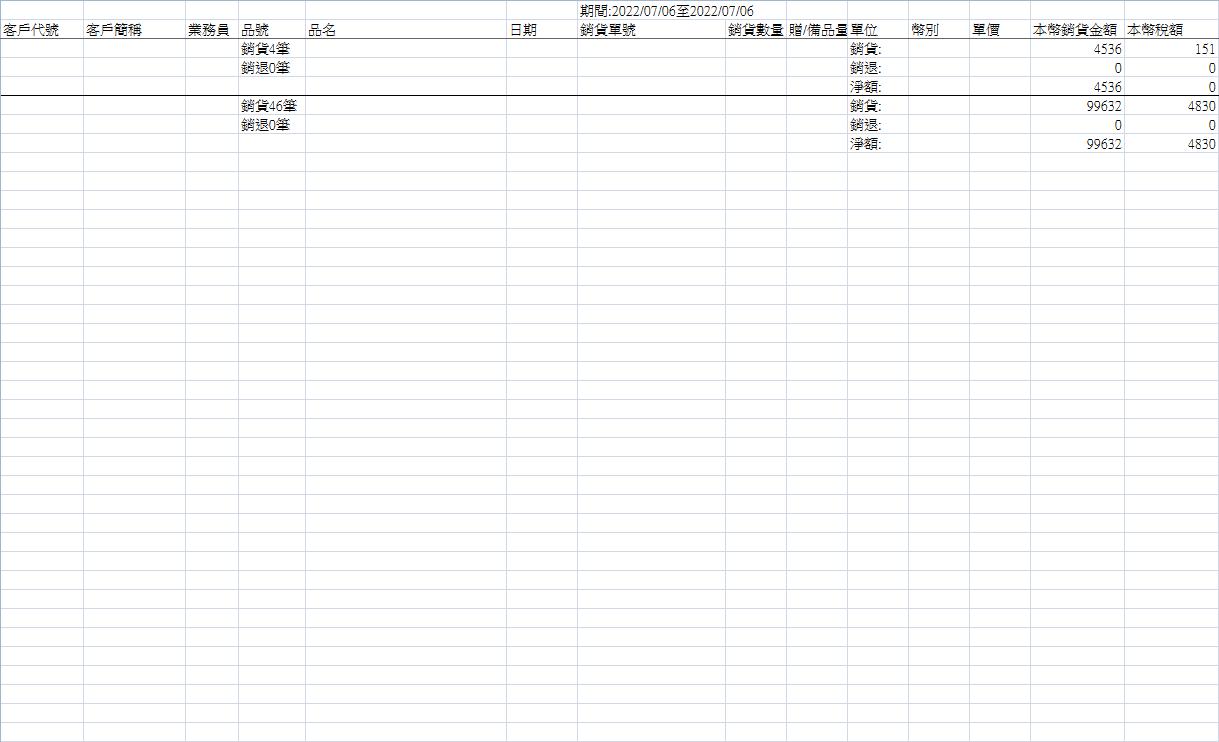 期間:2022/07/06至2022/07/06
客戶代號 客戶簡稱 業務員 品號 品名 日期 銷貨單號 銷貨數量 贈/備品量 單位 幣別 單價 本幣銷貨金額 本幣稅額
銷貨4筆 銷貨: 4536 151
銷退0筆 銷退: 0 0
淨額: 4536 0
銷貨46筆 銷貨: 99632 4830
銷退0筆 銷退: 0 0
淨額: 99632 4830